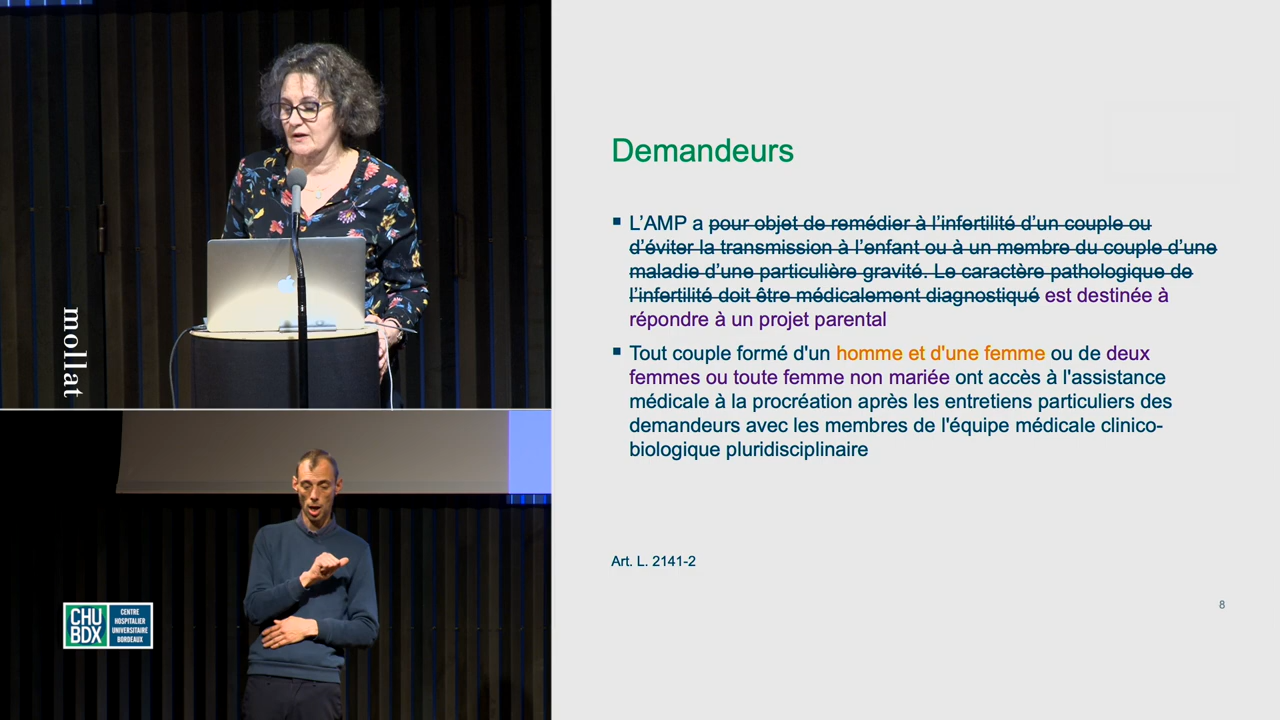 mollat
CHU
BDX
CENTRE
HOSPITALIER
UNIVERSITAIRE
BORDEAUX
Demandeurs
▪ L’AMP a pour objet de remédier à l’infertilité d’un couple ou
d’éviter la transmission à l’enfant ou à un membre du couple d’une
maladie d’une particulière gravité. Le caractère pathologique de
l’infertilité doit être médicalement diagnostiqué est destinée à
répondre à un projet parental
▪ Tout couple formé d'un homme et d'une femme ou de deux
femmes ou toute femme non mariée ont accès à l'assistance
médicale à la procréation après les entretiens particuliers des
demandeurs avec les membres de l'équipe médicale clinico-
biologique pluridisciplinaire
Art. L. 2141-2
8